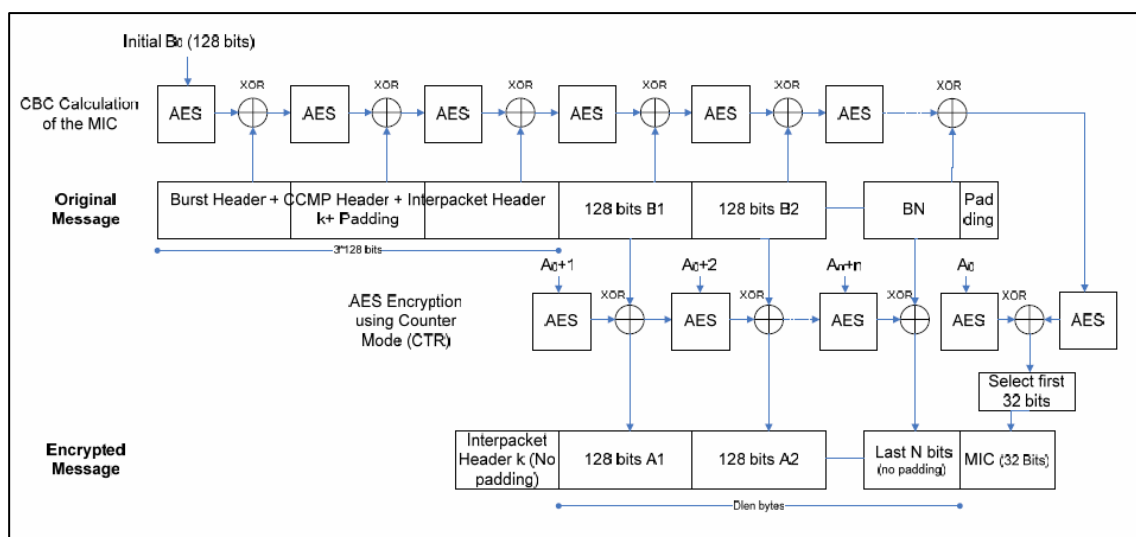 Initial B0 (128 bits)
XOR XOR XOR XOR XOR XOR
CBC Calculation
of the MIC
AES AES AES AES AES AES
Original
Message
Burst Header + CCMP Header + Interpacket Header
k+ Padding
128 bits B1
128 bits B2
BN
Pad
ding
3*128 bits
A0+1 A0+2 An+n A0
AES Encryption
using Counter
Mode (CTR)
XOR XOR XOR XOR
AES AES AES AES AES
Select first
32 bits
Encrypted
Message
Interpacket
Header k (No
padding)
128 bits A1
128 bits A2
Last N bits
(no padding)
MIC (32 Bits)
Dlen bytes